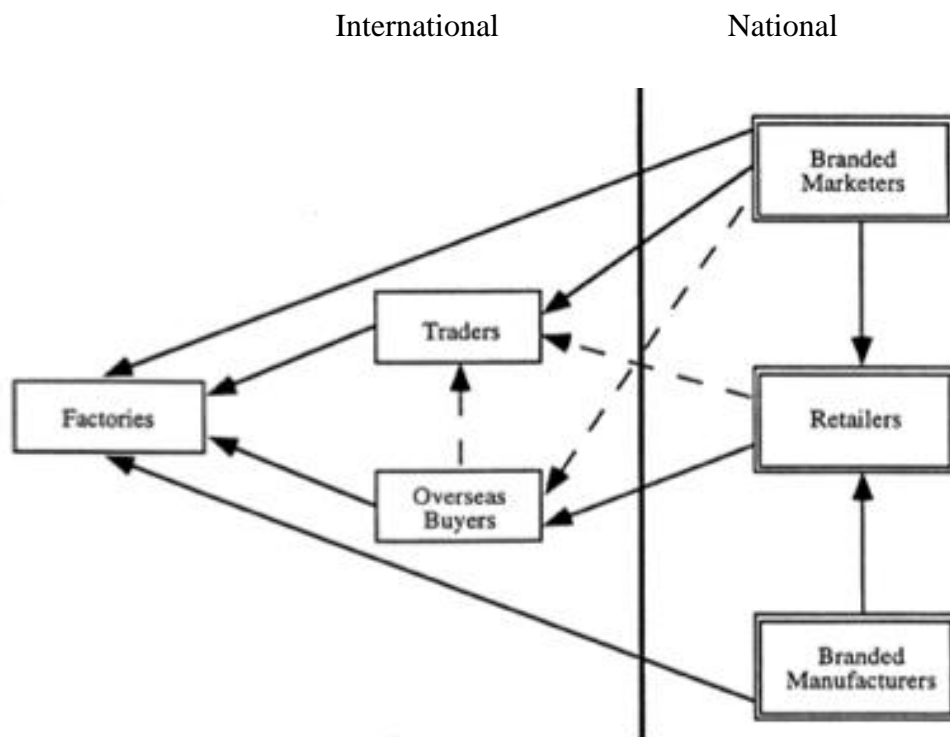 International
National
Branded
Marketers
Traders
Factories
Retailers
Overseas
Buyers
Branded
Manufacturers